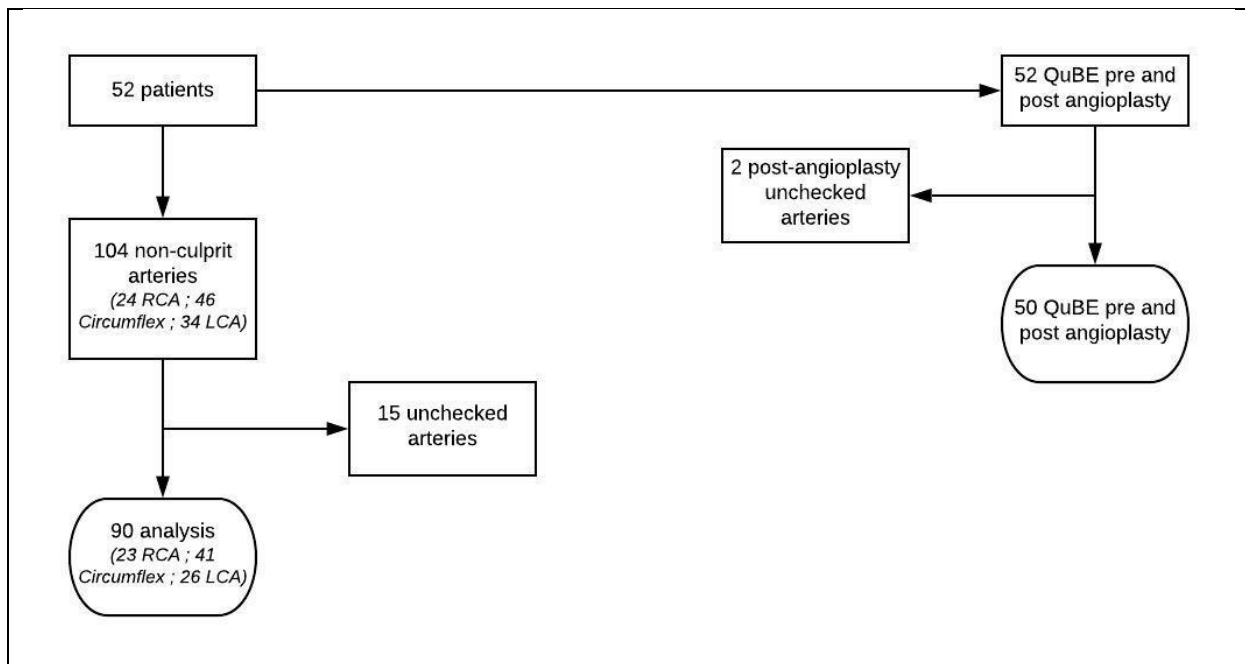 52 patients
52 QuBE pre and
post angioplasty
2 post-angioplasty
unchecked
arteries
104 non-culprit
arteries
(24 RCA ; 46
Circumflex ; 34 LCA)
50 QuBE pre and
post angioplasty
15 unchecked
arteries
90 analysis
(23 RCA ; 41
Circumflex ; 26 LCA)